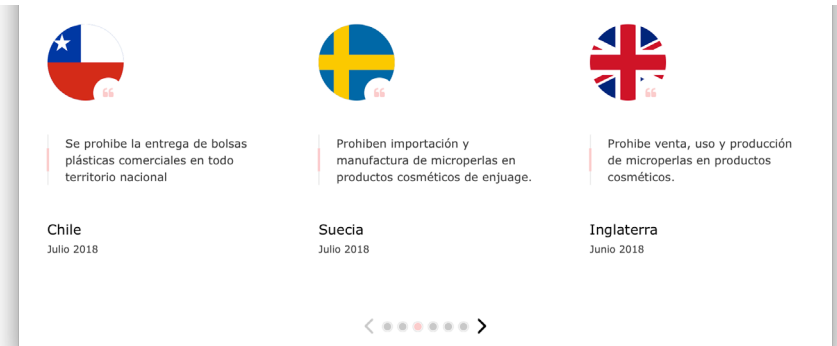 Se prohibe la entrega de bolsas
plásticas comerciales en todo
territorio nacional
Chile
Julio 2018
Prohiben importación y
manufactura de microperlas en
productos cosméticos de enjuage.
Suecia
Julio 2018
Prohibe venta, uso y producción
de microperlas en productos
cosméticos.
Inglaterra
Junio 2018